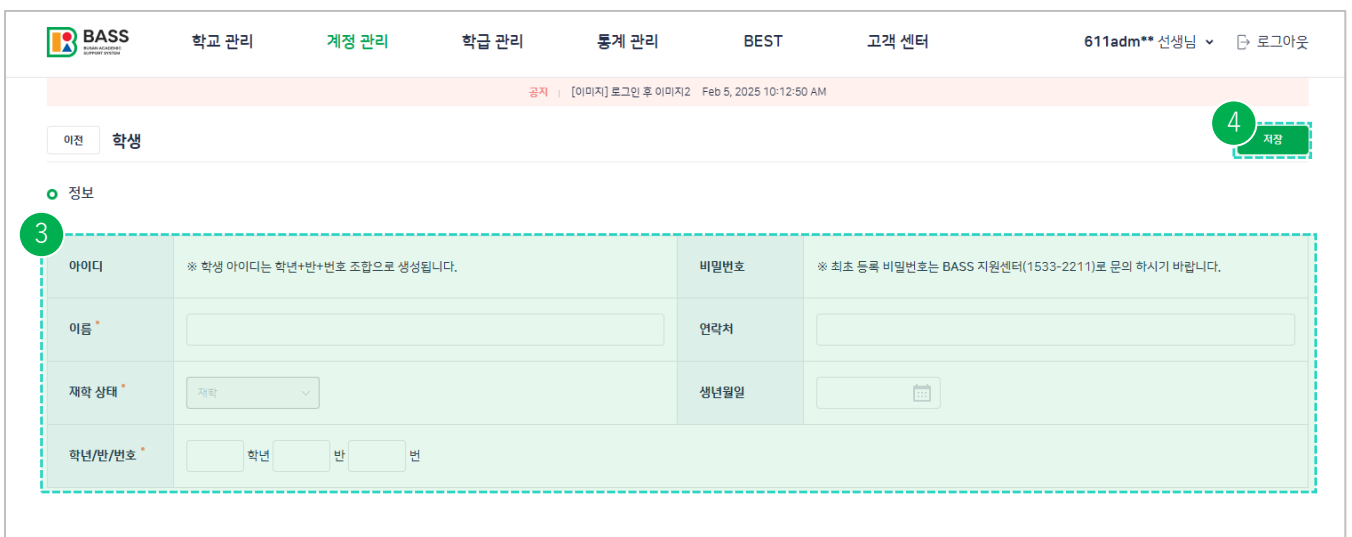 BASS
BUSAN ACADEMIC
SUPPORT SYSTEM
학교 관리 계정 관리 학급 관리 통계 관리 BEST 고객 센터 611adm** 선생님 로그아웃
공지 [이미지] 로그인 후 이미지2 Feb 5, 2025 10:12:50 AM
이전 학생
4 저장
정보
3
아이디 ※ 학생 아이디는 학년+반+번호 조합으로 생성됩니다. 비밀번호 ※ 최초 등록 비밀번호는 BASS 지원센터(1533-2211)로 문의 하시기 바랍니다.
이름 * 연락처
재학 상태 * 재학 생년월일
학년/반/번호 * 학년 반 번